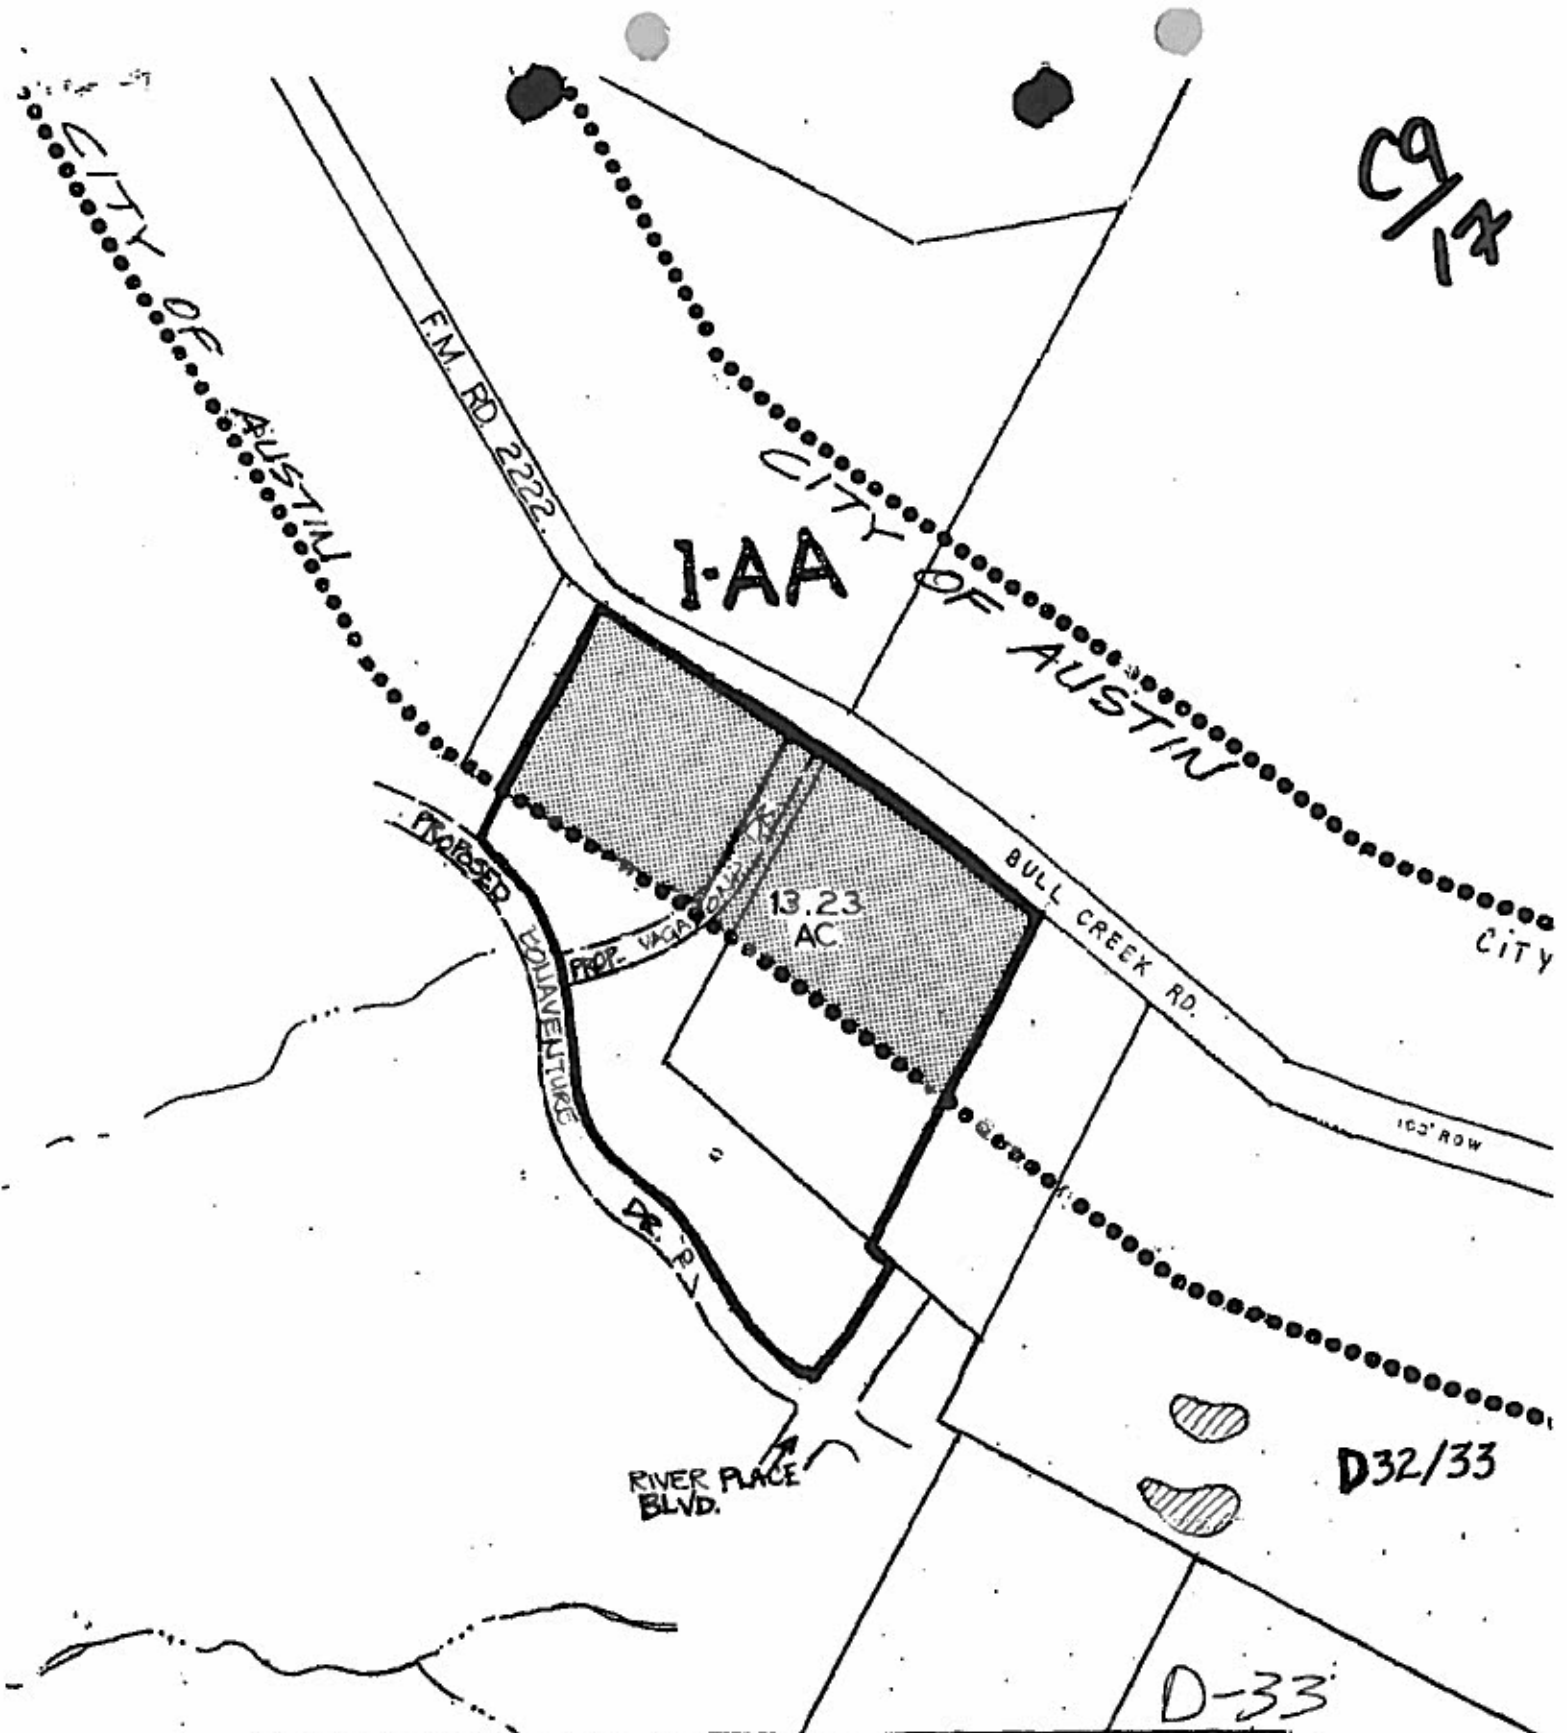 C9/17
CITY OF AUSTIN
F.M. RD. 2222.
CITY OF AUSTIN
1-AA
BULL CREEK RD.
CITY
PROPOSED BONAVENTURE DR.
PROP.
13.23
AC
100' ROW
RIVER PLACE
BLVD.
D32/33
D-33